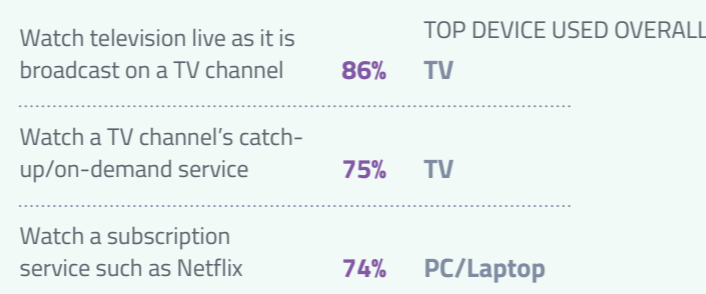 TOP DEVICE USED OVERALL
Watch television live as it is
broadcast on a TV channel 86% TV
Watch a TV channel's catch-
up/on-demand service 75% TV
Watch a subscription
service such as Netflix 74% PC/Laptop